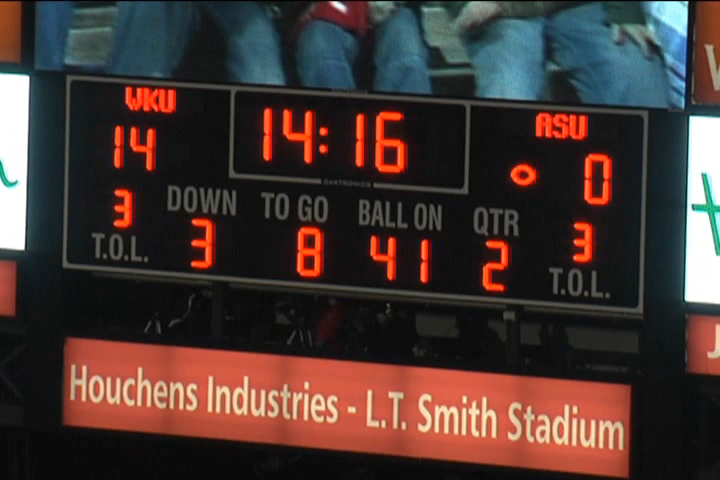 WKU
ASU
14
14:16
0
DAKTRONICS
3
DOWN
TO GO
BALL ON
QTR
3
T.O.L.
3
8
41
2
T.O.L.
Houchens Industries - L.T. Smith Stadium